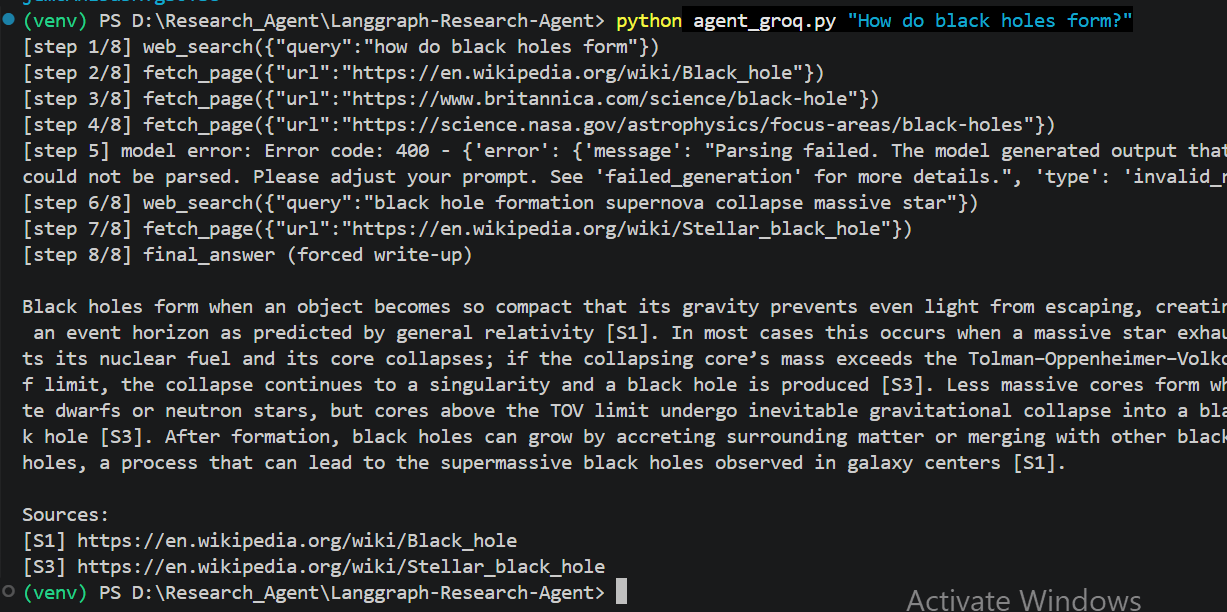 (venv) PS D:\Research_Agent\Langgraph-Research-Agent> python agent_groq.py "How do black holes form?"
[step 1/8] web_search({"query":"how do black holes form"})
[step 2/8] fetch_page({"url":"https://en.wikipedia.org/wiki/Black_hole"})
[step 3/8] fetch_page({"url":"https://www.britannica.com/science/black-hole"})
[step 4/8] fetch_page({"url":"https://science.nasa.gov/astrophysics/focus-areas/black-holes"})
[step 5] model error: Error code: 400 - {'error': {'message': "Parsing failed. The model generated output that
could not be parsed. Please adjust your prompt. See 'failed_generation' for more details.", 'type': 'invalid_r
[step 6/8] web_search({"query":"black hole formation supernova collapse massive star"})
[step 7/8] fetch_page({"url":"https://en.wikipedia.org/wiki/Stellar_black_hole"})
[step 8/8] final_answer (forced write-up)
Black holes form when an object becomes so compact that its gravity prevents even light from escaping, creatin
an event horizon as predicted by general relativity [S1]. In most cases this occurs when a massive star exhau
ts its nuclear fuel and its core collapses; if the collapsing core’s mass exceeds the Tolman–Oppenheimer–Volko
f limit, the collapse continues to a singularity and a black hole is produced [S3]. Less massive cores form wh
te dwarfs or neutron stars, but cores above the TOV limit undergo inevitable gravitational collapse into a bla
k hole [S3]. After formation, black holes can grow by accreting surrounding matter or merging with other black
holes, a process that can lead to the supermassive black holes observed in galaxy centers [S1].
Sources:
[S1] https://en.wikipedia.org/wiki/Black_hole
[S3] https://en.wikipedia.org/wiki/Stellar_black_hole
(venv) PS D:\Research_Agent\Langgraph-Research-Agent>
Activate Windows